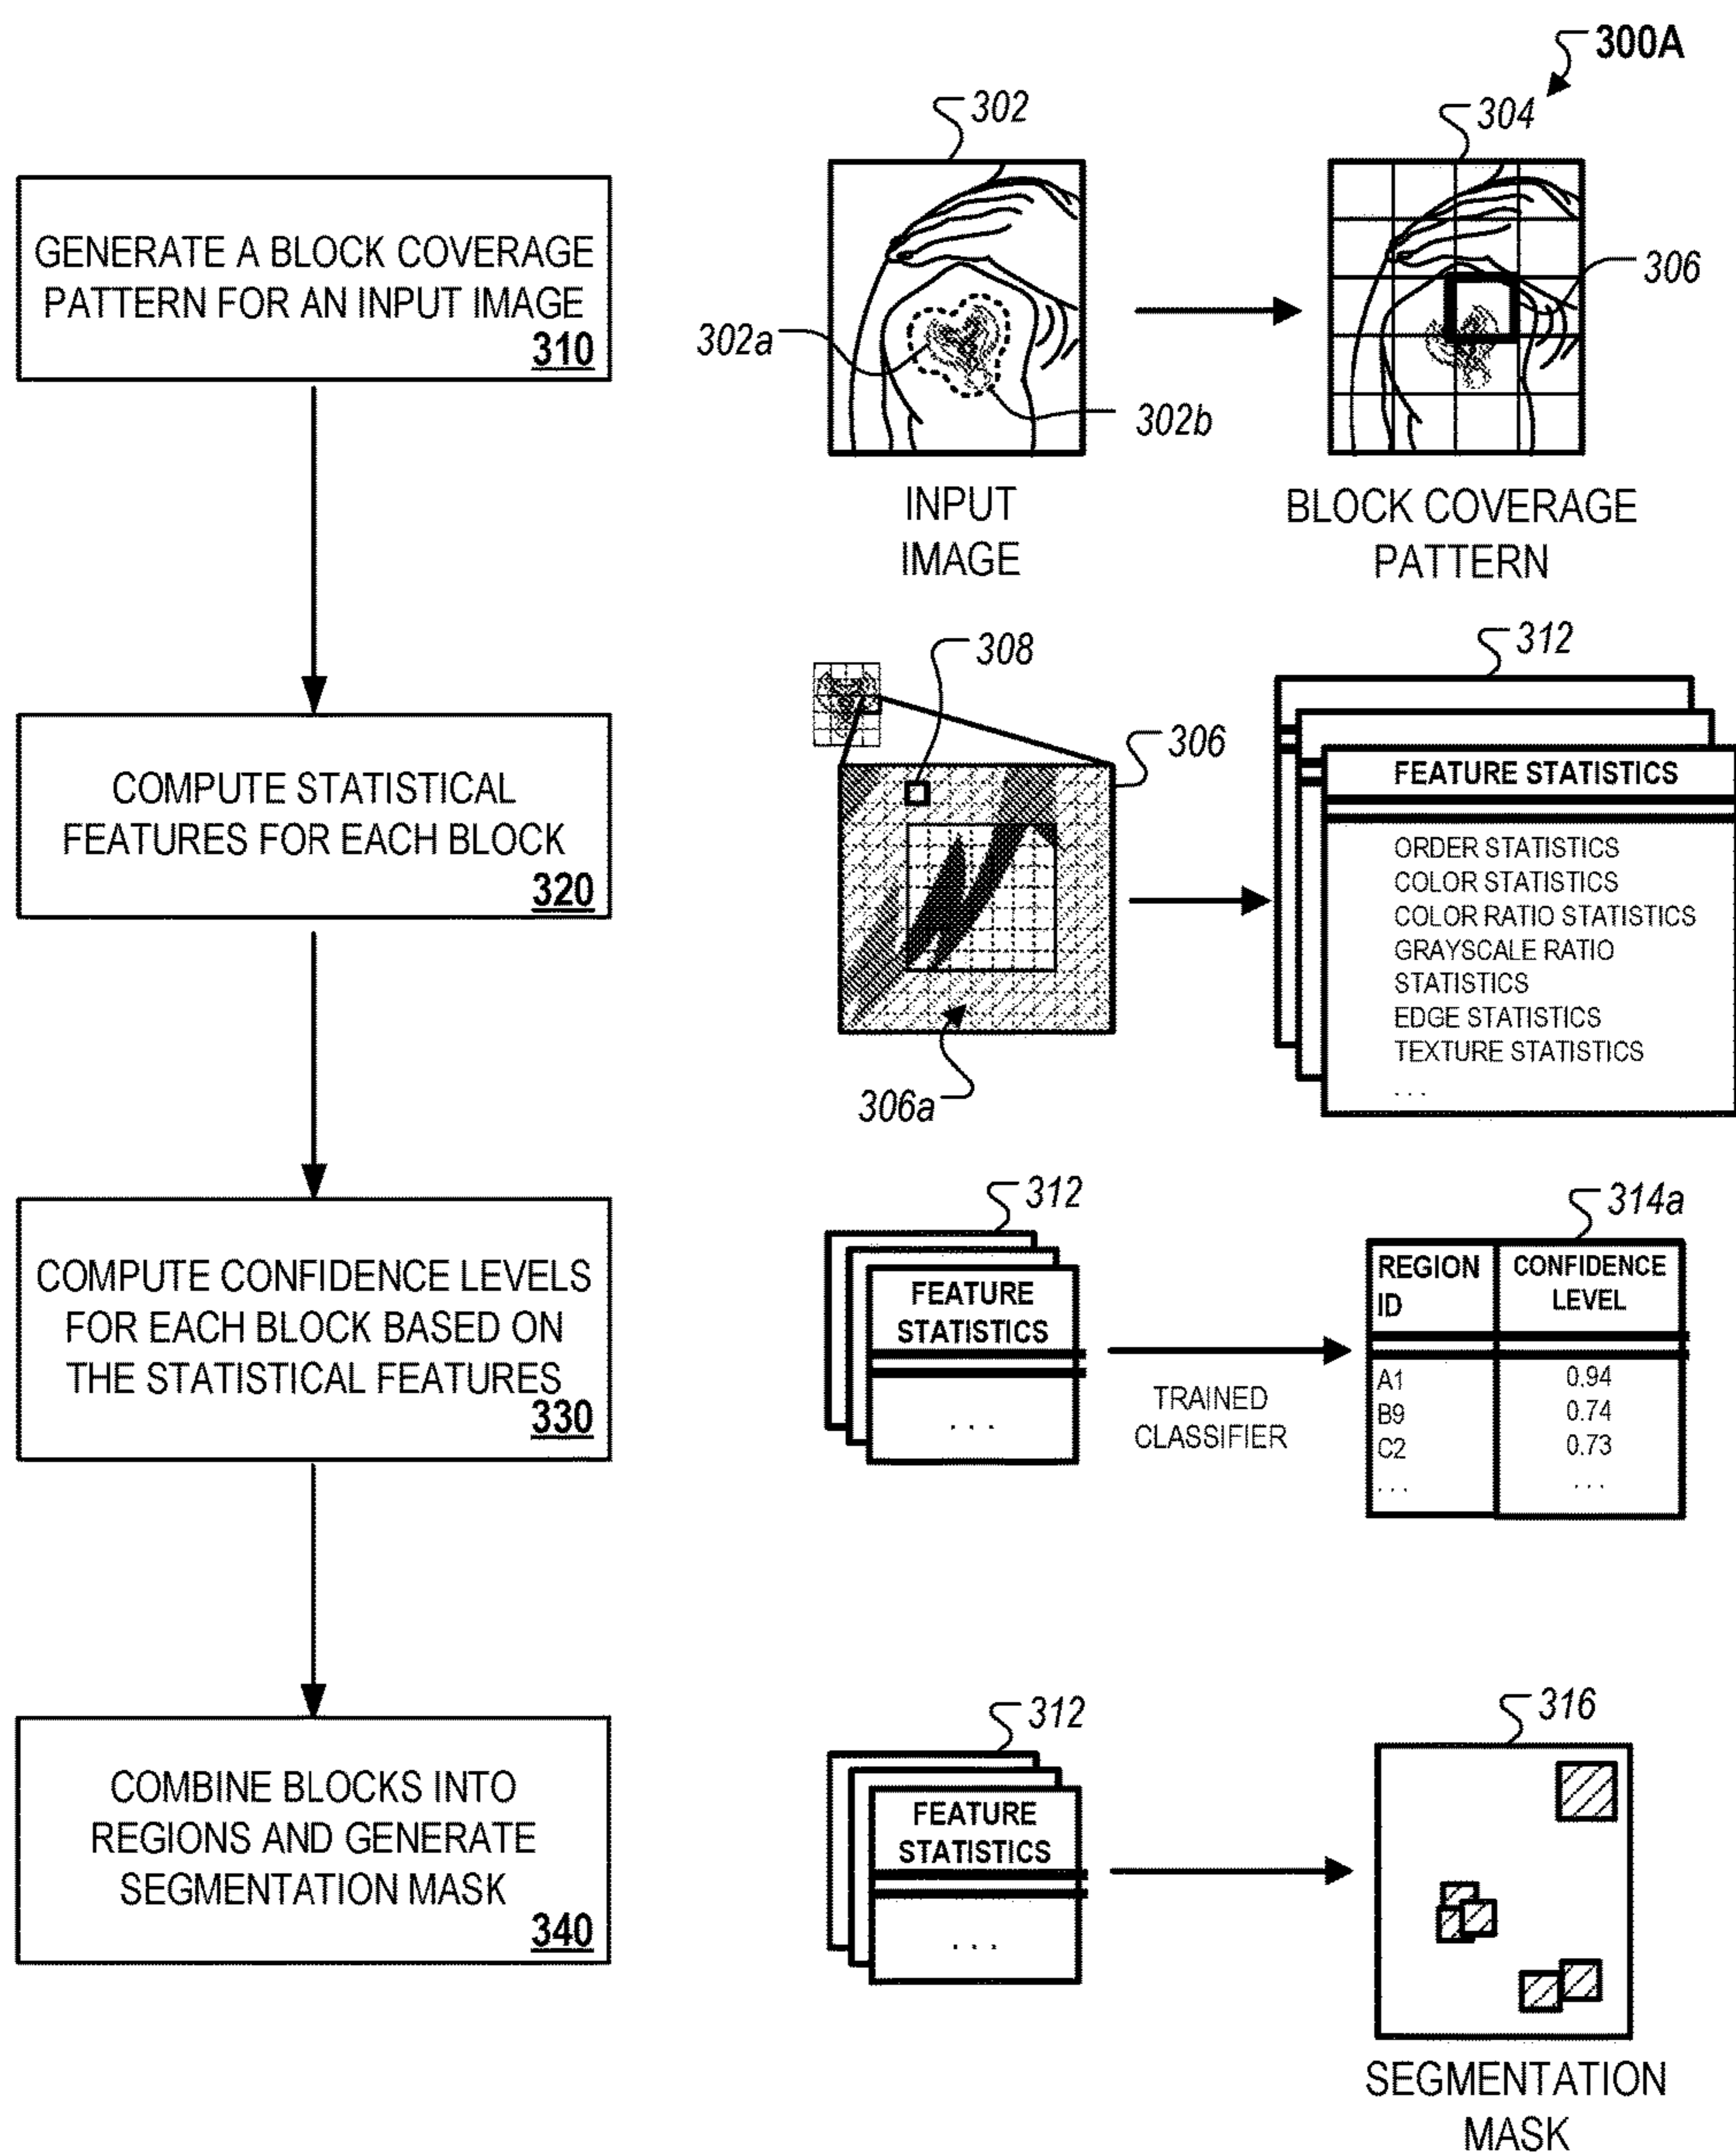 300A
302
304
GENERATE A BLOCK COVERAGE
PATTERN FOR AN INPUT IMAGE
310
306
302a
302b
INPUT
IMAGE
BLOCK COVERAGE
PATTERN
308
312
306
COMPUTE STATISTICAL
FEATURES FOR EACH BLOCK
320
FEATURE STATISTICS
ORDER STATISTICS
COLOR STATISTICS
COLOR RATIO STATISTICS
GRAYSCALE RATIO
STATISTICS
EDGE STATISTICS
TEXTURE STATISTICS
. . .
306a
312
314a
COMPUTE CONFIDENCE LEVELS
FOR EACH BLOCK BASED ON
THE STATISTICAL FEATURES
330
FEATURE
STATISTICS
. . .
TRAINED
CLASSIFIER
REGION
ID
CONFIDENCE
LEVEL
A1 0.94
B9 0.74
C2 0.73
. . . . . .
312
316
COMBINE BLOCKS INTO
REGIONS AND GENERATE
SEGMENTATION MASK
340
FEATURE
STATISTICS
. . .
SEGMENTATION
MASK